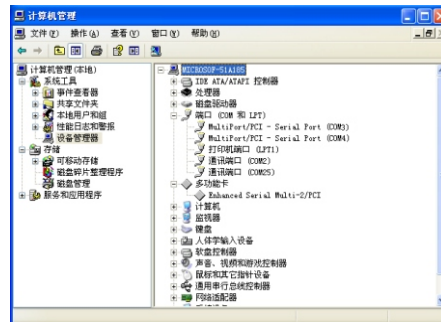 计算机管理
文件(F) 操作(A) 查看(V) 窗口(W) 帮助(H)
计算机管理(本地)
系统工具
事件查看器
共享文件夹
本地用户和组
性能日志和警报
设备管理器
存储
可移动存储
磁盘碎片整理程序
磁盘管理
服务和应用程序
MICROSOF-51A185
IDE ATA/ATAPI 控制器
处理器
磁盘驱动器
端口 (COM 和 LPT)
MultiPort/PCI - Serial Port (COM3)
MultiPort/PCI - Serial Port (COM4)
打印机端口 (LPT1)
通讯端口 (COM2)
通讯端口 (COM25)
多功能卡
Enhanced Serial Multi-2/PCI
计算机
监视器
键盘
人体学输入设备
软盘控制器
声音、视频和游戏控制器
鼠标和其它指针设备
通用串行总线控制器
网络适配器